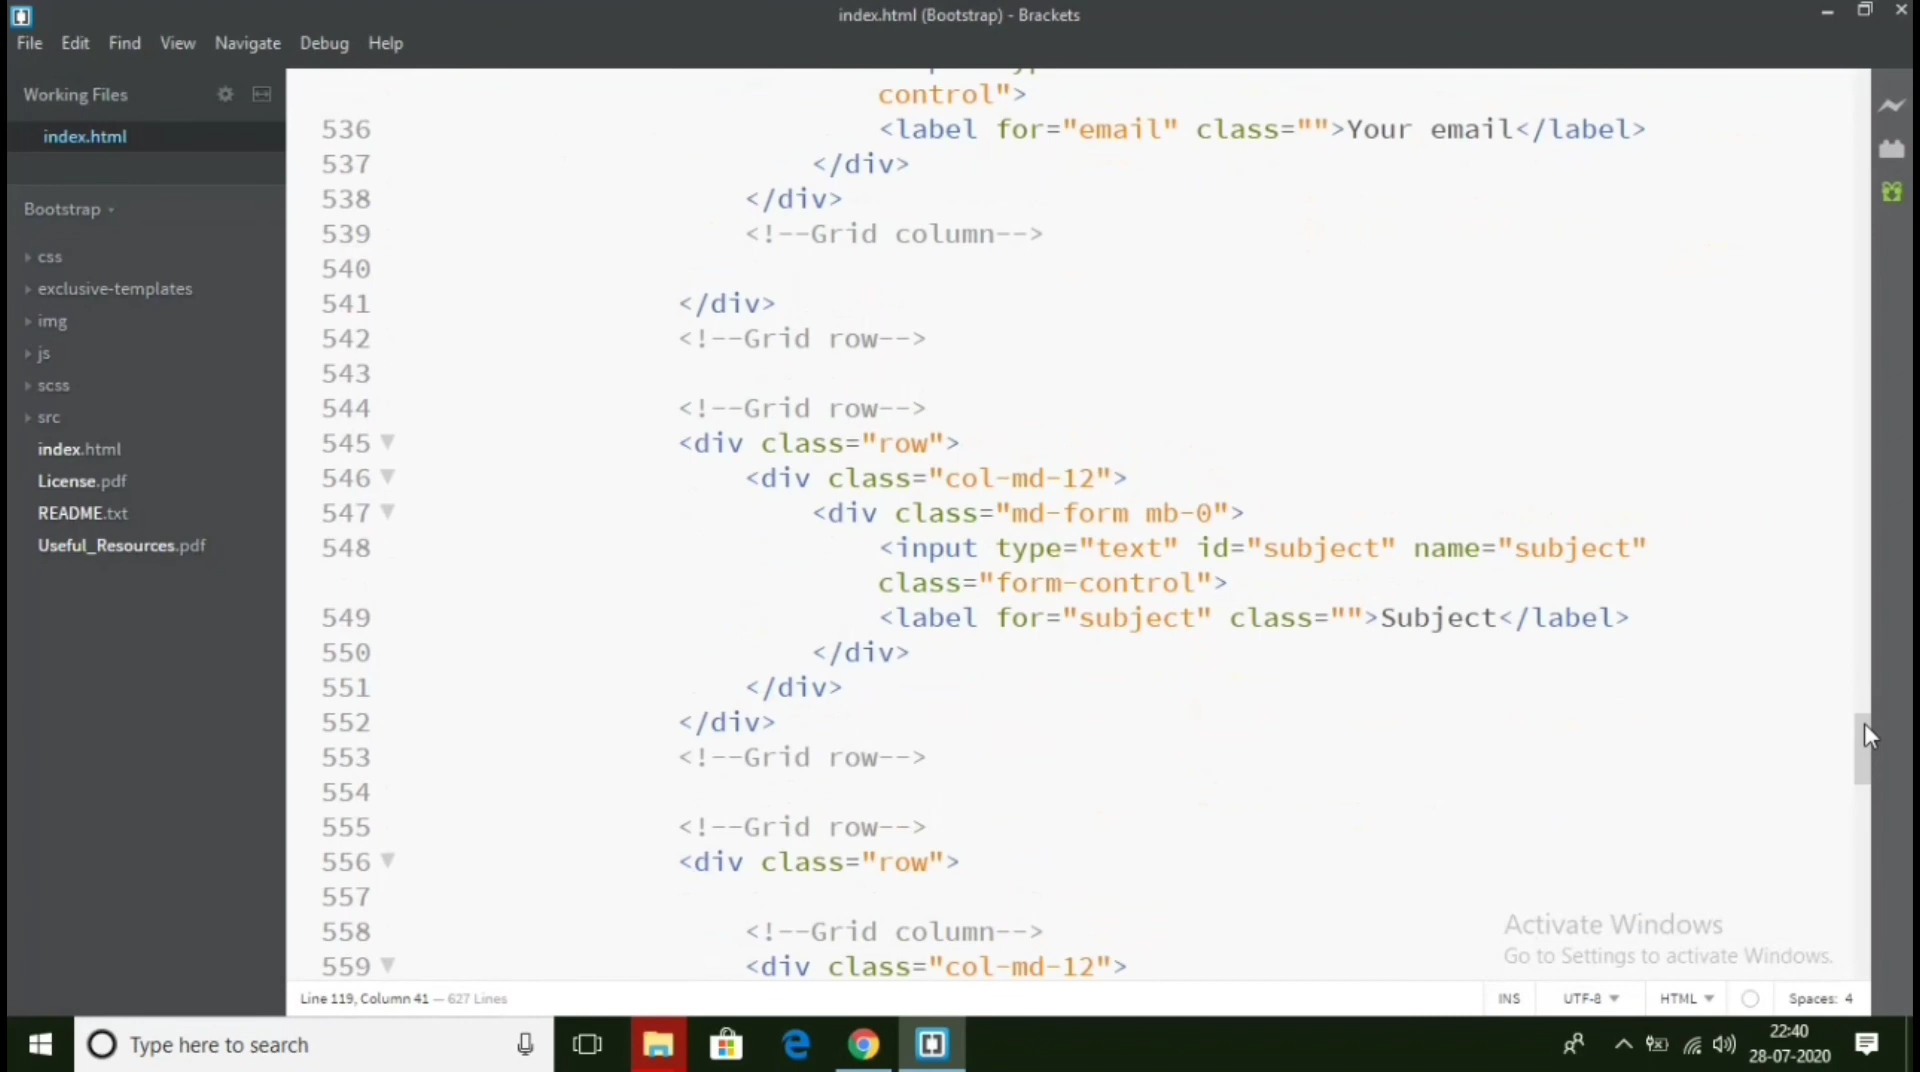 index.html (Bootstrap) - Brackets
File Edit Find View Navigate Debug Help
Working Files
index.html
Bootstrap
css
exclusive-templates
img
js
scss
src
index.html
License.pdf
README.txt
Useful_Resources.pdf
control">
536 <label for="email" class="">Your email</label>
537 </div>
538 </div>
539 <!--Grid column-->
540
541 </div>
542 <!--Grid row-->
543
544 <!--Grid row-->
545 <div class="row">
546 <div class="col-md-12">
547 <div class="md-form mb-0">
548 <input type="text" id="subject" name="subject"
class="form-control">
549 <label for="subject" class="">Subject</label>
550 </div>
551 </div>
552 </div>
553 <!--Grid row-->
554
555 <!--Grid row-->
556 <div class="row">
557
558 <!--Grid column-->
559 <div class="col-md-12">
Activate Windows
Go to Settings to activate Windows.
Line 119, Column 41 — 627 Lines
INS UTF-8 HTML Spaces: 4
Type here to search
22:40
28-07-2020